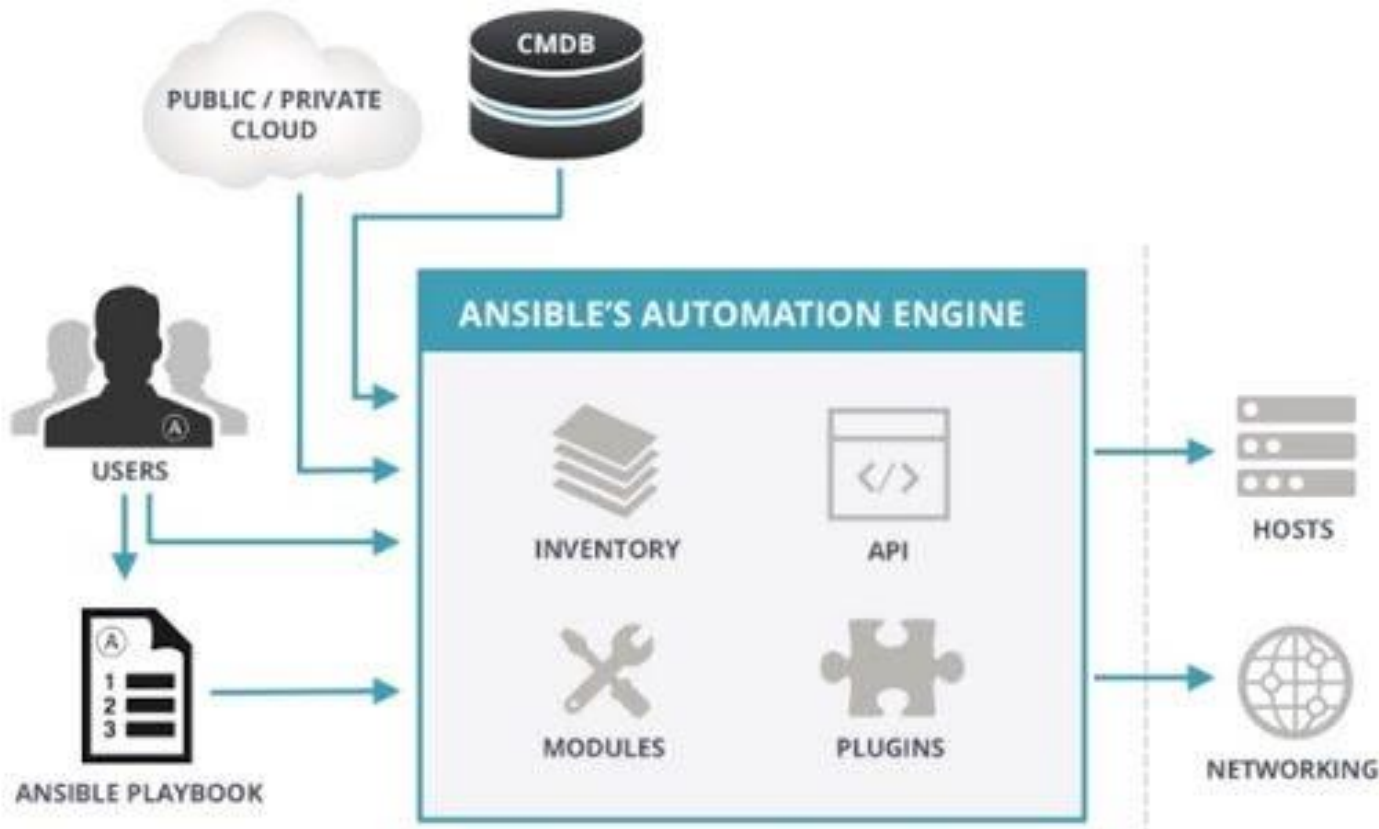 CMDB
PUBLIC / PRIVATE
CLOUD
ANSIBLE'S AUTOMATION ENGINE
A
USERS
</>
INVENTORY
API
HOSTS
A
1
2
3
MODULES
PLUGINS
ANSIBLE PLAYBOOK
NETWORKING